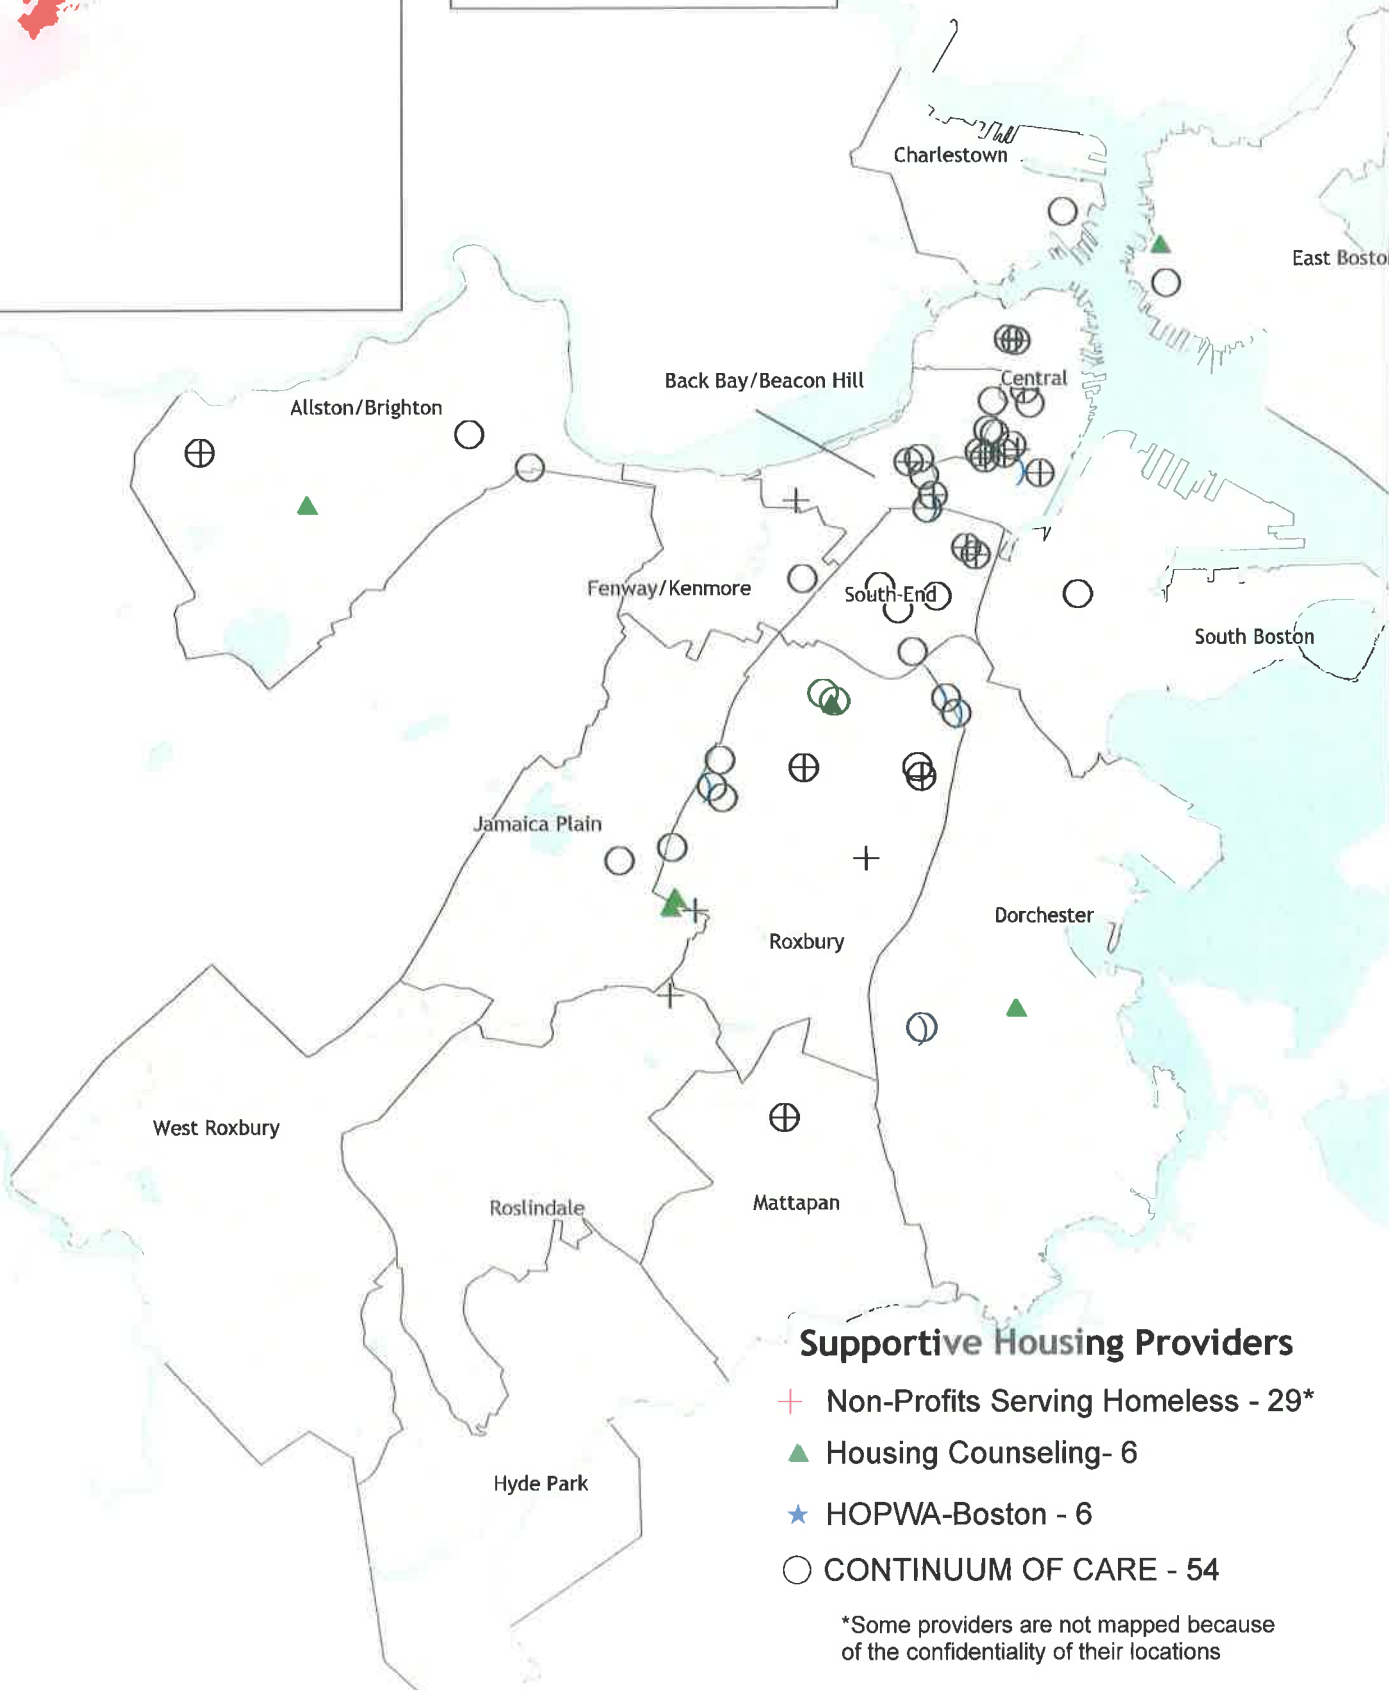 Charlestown
East Bosto
Back Bay/Beacon Hill
Central
Allston/Brighton
Fenway/Kenmore
South-End
South Boston
Jamaica Plain
Dorchester
Roxbury
West Roxbury
Mattapan
Roslindale
Hyde Park
Supportive Housing Providers
Non-Profits Serving Homeless - 29*
Housing Counseling- 6
HOPWA-Boston - 6
CONTINUUM OF CARE - 54
*Some providers are not mapped because
of the confidentiality of their locations